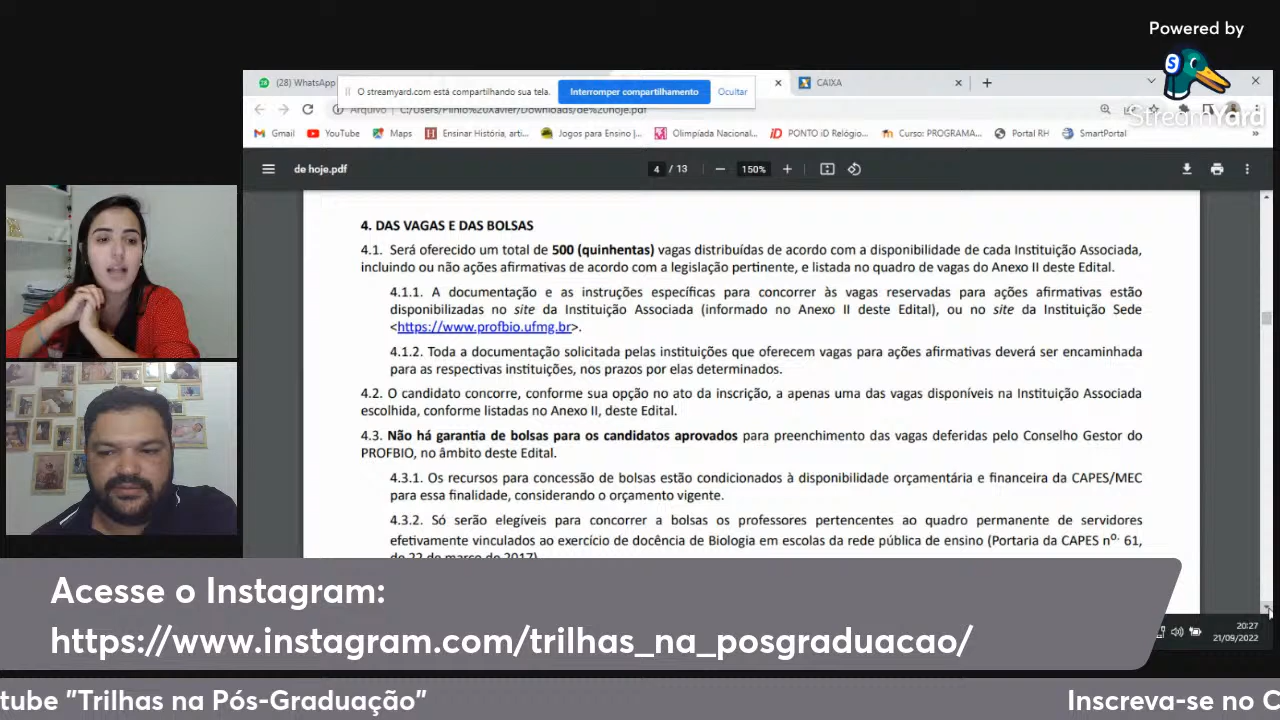 Powered by
StreamYard
(28) WhatsApp
O streamyard.com está compartilhando sua tela.
Interromper compartilhamento
Ocultar
CAIXA
Arquivo
C:/Users/Plinio%20Xavier/Downloads/de%20hoje.pdf
Gmail
YouTube
Maps
Ensinar História, arti...
Jogos para Ensino |...
Olimpíada Nacional...
PONTO iD Relógio...
Curso: PROGRAMA...
Portal RH
SmartPortal
»
de hoje.pdf
4 / 13
150%
4. DAS VAGAS E DAS BOLSAS
4.1. Será oferecido um total de 500 (quinhentas) vagas distribuídas de acordo com a disponibilidade de cada Instituição Associada,
incluindo ou não ações afirmativas de acordo com a legislação pertinente, e listada no quadro de vagas do Anexo II deste Edital.
4.1.1. A documentação e as instruções específicas para concorrer às vagas reservadas para ações afirmativas estão
disponibilizadas no site da Instituição Associada (informado no Anexo II deste Edital), ou no site da Instituição Sede
<https://www.profbio.ufmg.br>.
4.1.2. Toda a documentação solicitada pelas instituições que oferecem vagas para ações afirmativas deverá ser encaminhada
para as respectivas instituições, nos prazos por elas determinados.
4.2. O candidato concorre, conforme sua opção no ato da inscrição, a apenas uma das vagas disponíveis na Instituição Associada
escolhida, conforme listadas no Anexo II, deste Edital.
4.3. Não há garantia de bolsas para os candidatos aprovados para preenchimento das vagas deferidas pelo Conselho Gestor do
PROFBIO, no âmbito deste Edital.
4.3.1. Os recursos para concessão de bolsas estão condicionados à disponibilidade orçamentária e financeira da CAPES/MEC
para essa finalidade, considerando o orçamento vigente.
4.3.2. Só serão elegíveis para concorrer a bolsas os professores pertencentes ao quadro permanente de servidores
efetivamente vinculados ao exercício de docência de Biologia em escolas da rede pública de ensino (Portaria da CAPES nº. 61,
de 22 de março de 2017)
20:27
21/09/2022
Acesse o Instagram:
https://www.instagram.com/trilhas_na_posgraduacao/
tube "Trilhas na Pós-Graduação"
Inscreva-se no C